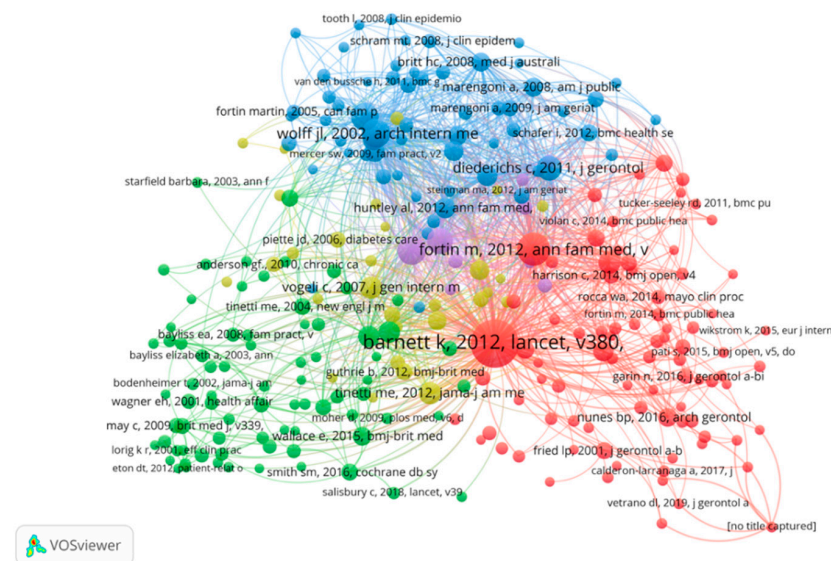 tooth l, 2008, j clin epidemio
schram mt, 2008, j clin epidem
britt hc, 2008, med j australi
van den bussche h, 2011, bmc g
marengoni a, 2008, am j public
fortin martin, 2005, can fam p
marengoni a, 2009, j am geriat
wolff jl, 2002, arch intern me
schafer i, 2012, bmc health se
mercer sw, 2009, fam pract, v2
diederichs c, 2011, j gerontol
starfield barbara, 2003, ann f
steinman ma, 2012, j am geriat
tucker-seeley rd, 2011, bmc pu
huntley al, 2012, ann fam med,
violan c, 2014, bmc public hea
piette jd, 2006, diabetes care
fortin m, 2012, ann fam med, v
anderson gf., 2010, chronic ca
harrison c, 2014, bmj open, v4
vogeli c, 2007, j gen intern m
rocca wa, 2014, mayo clin proc
tinetti me, 2004, new engl j m
fortin m, 2014, bmc public hea
bayliss ea, 2008, fam pract, v
wikstrom k, 2015, eur j intern
barnett k, 2012, lancet, v380,
bayliss elizabeth a, 2003, ann
pati s, 2015, bmj open, v5, do
guthrie b, 2012, bmj-brit med
garin n, 2016, j gerontol a-bi
bodenheimer t, 2002, jama-j am
tinetti me, 2012, jama-j am me
wagner eh, 2001, health affair
nunes bp, 2016, arch gerontol
moher d, 2009, plos med, v6, d
may c, 2009, brit med j, v339,
wallace e, 2015, bmj-brit med
lorig k r, 2001, eff clin prac
fried lp, 2001, j gerontol a-b
eton dt, 2012, patient-relat o
smith sm, 2016, cochrane db sy
calderon-larranaga a, 2017, j
salisbury c, 2018, lancet, v39
vetrano dl, 2019, j gerontol a
[no title captured]
VOSviewer